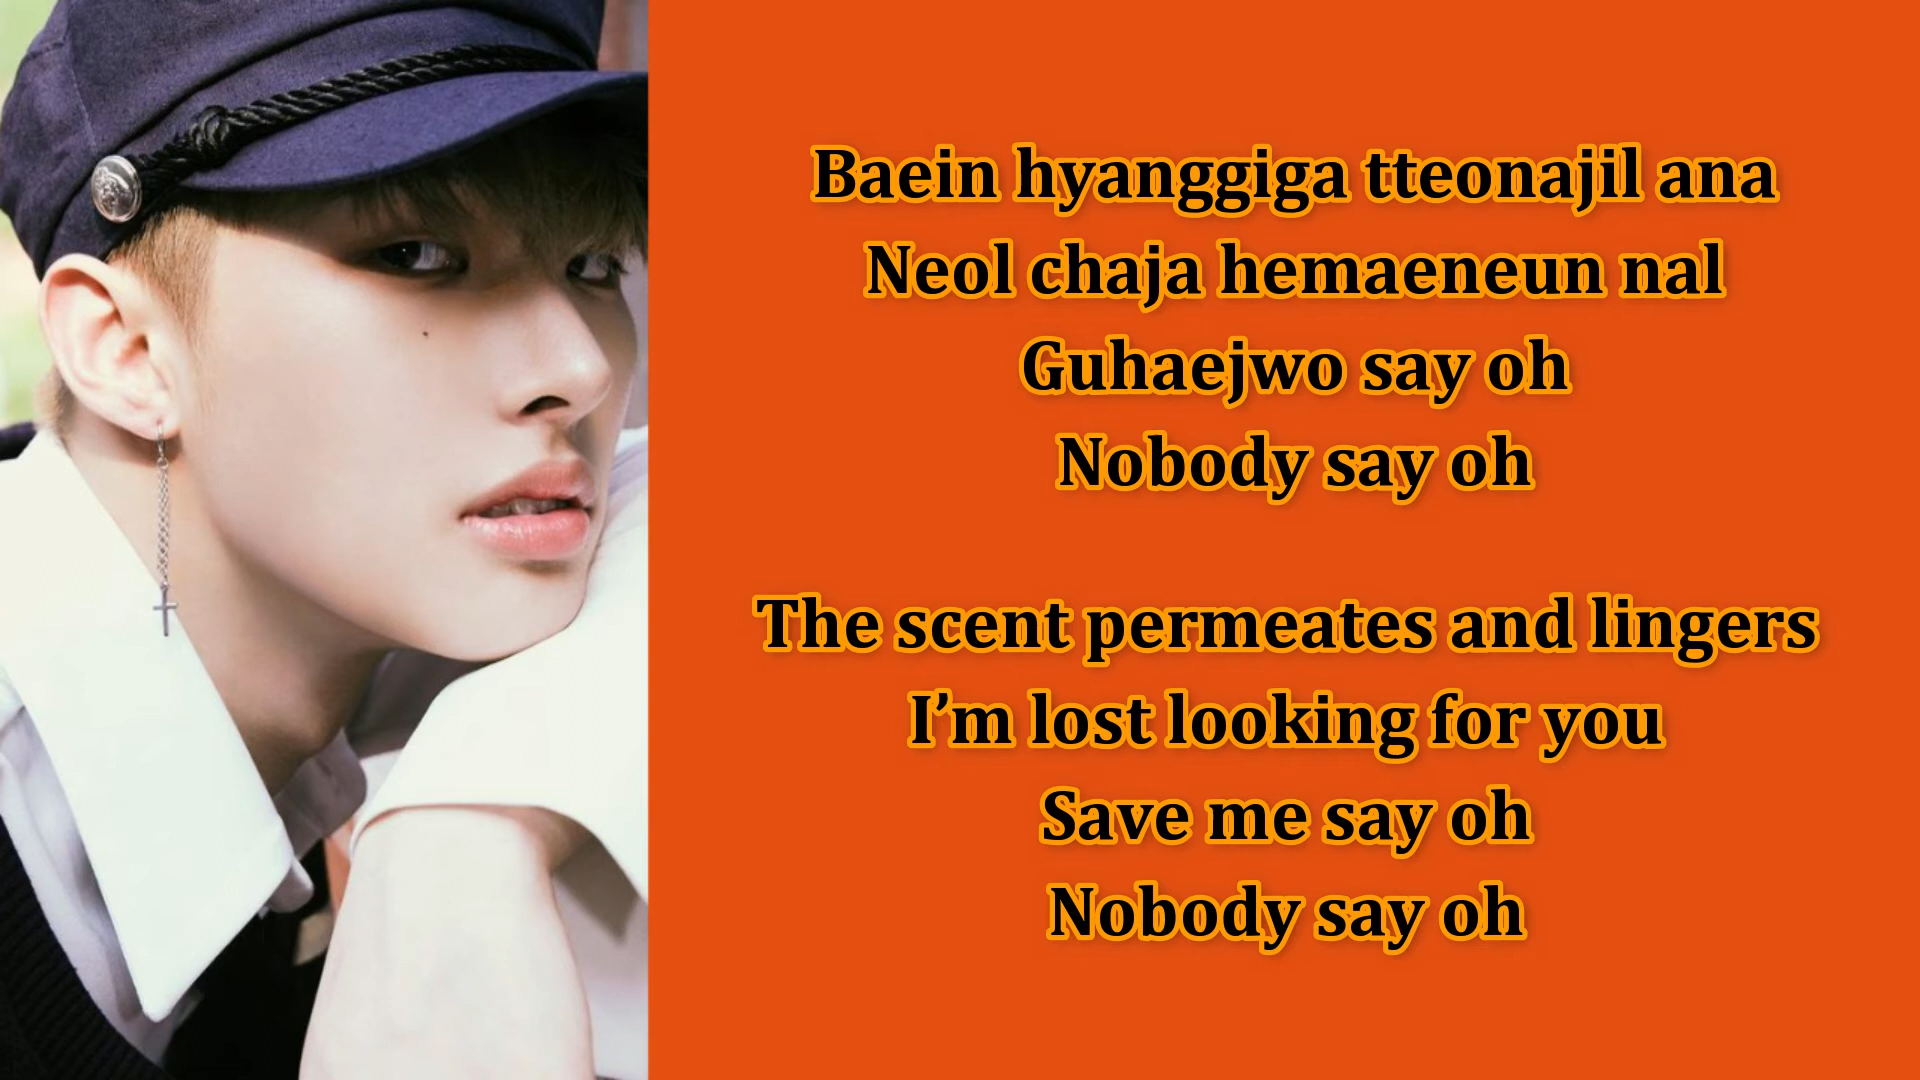 Baein hyanggiga tteonajil ana
Neol chaja hemaeneun nal
Guhaejwo say oh
Nobody say oh
The scent permeates and lingers
I’m lost looking for you
Save me say oh
Nobody say oh